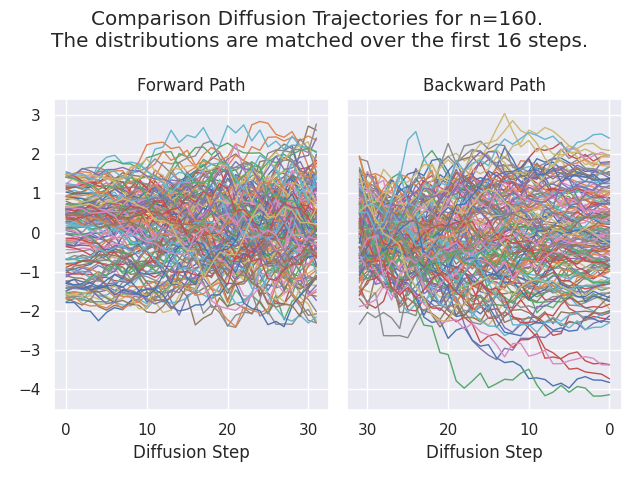 Comparison Diffusion Trajectories for n=160.
The distributions are matched over the first 16 steps.
Forward Path
Backward Path
3
2
1
0
−1
−2
−3
−4
0 10 20 30
30 20 10 0
Diffusion Step
Diffusion Step